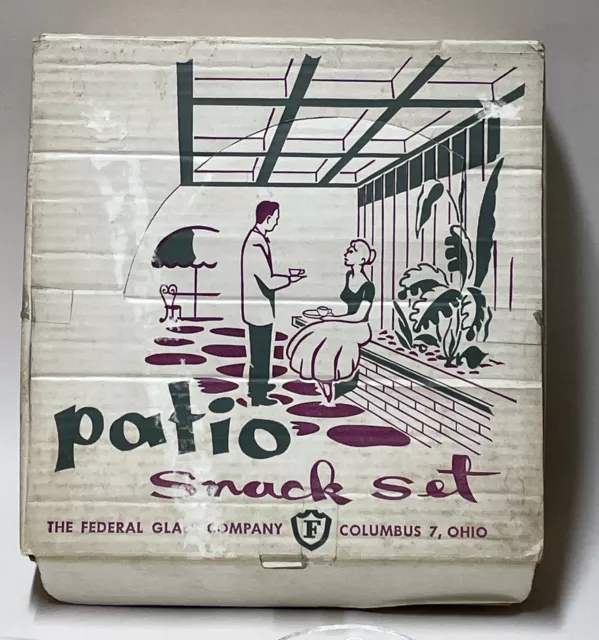 patio
Snack set
THE FEDERAL GLA COMPANY F COLUMBUS 7, OHIO